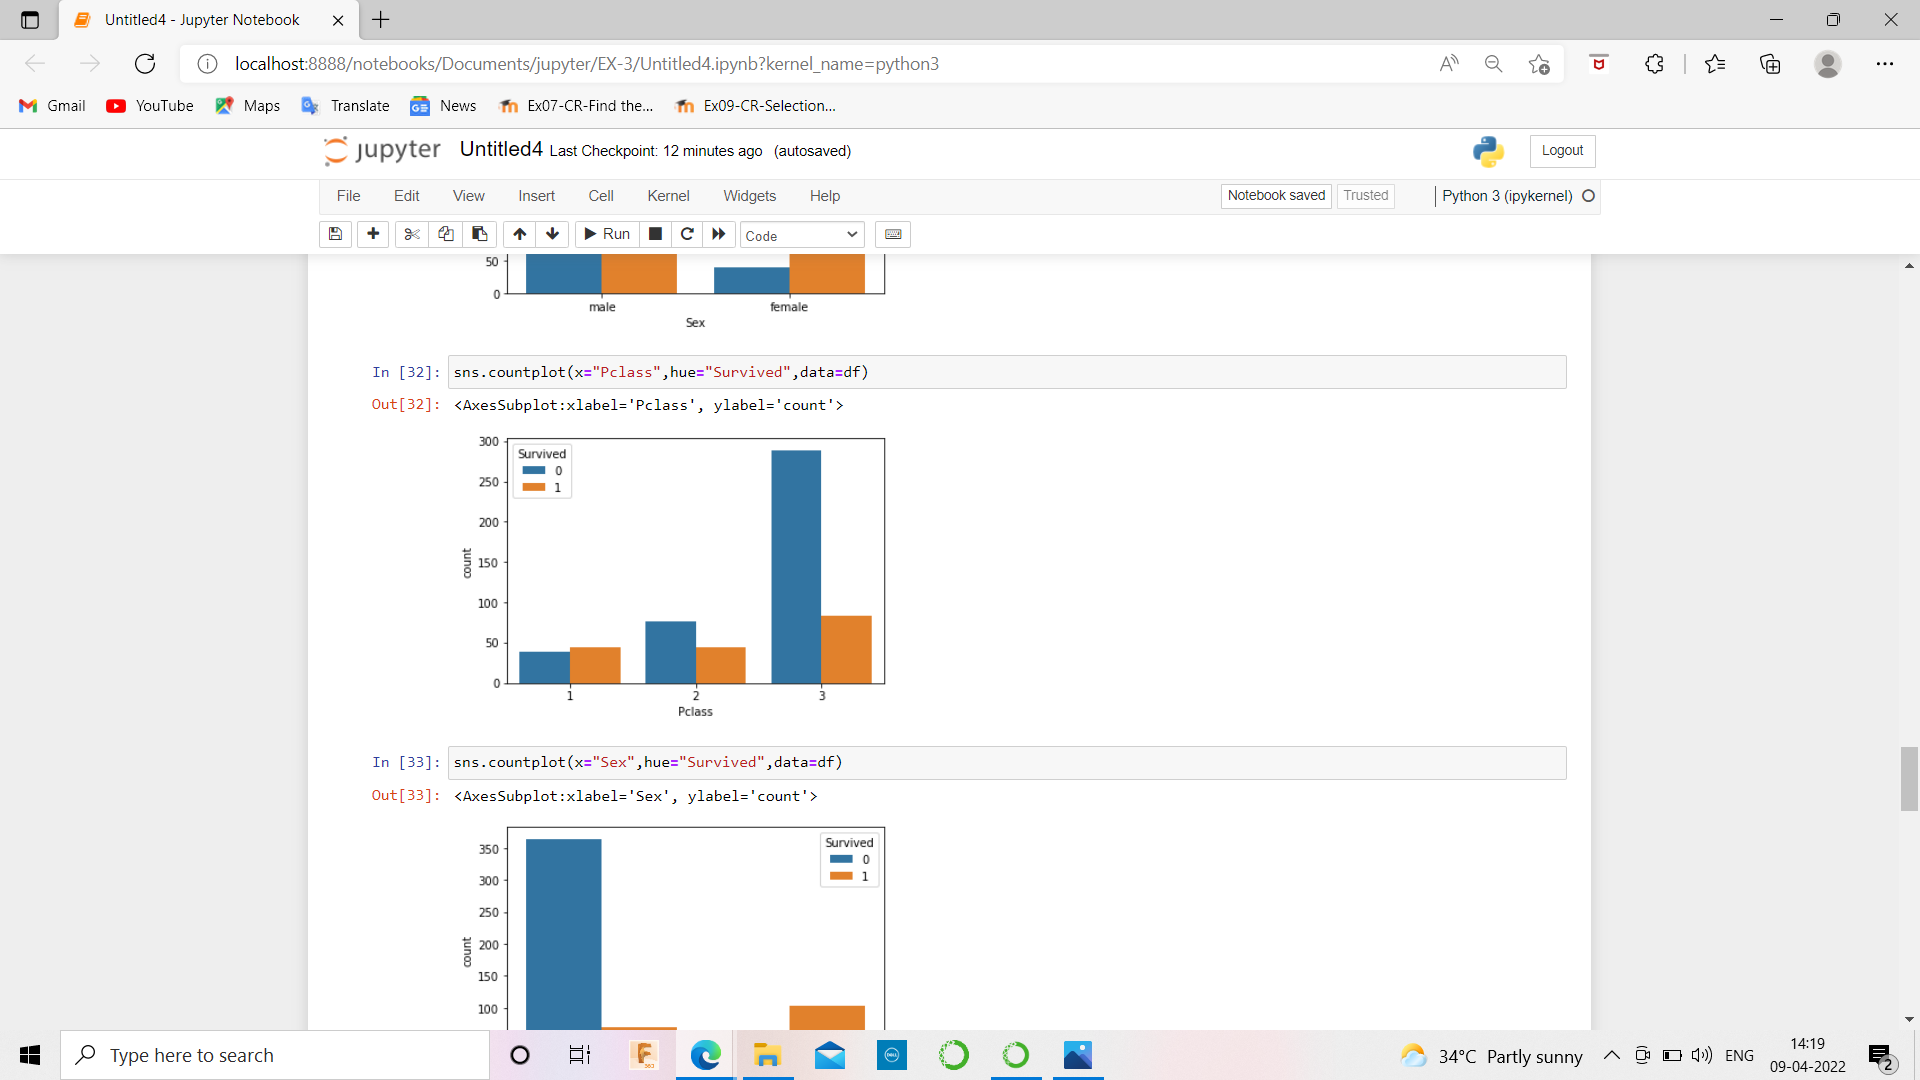 Untitled4 - Jupyter Notebook
localhost:8888/notebooks/Documents/jupyter/EX-3/Untitled4.ipynb?kernel_name=python3
Gmail YouTube Maps Translate News Ex07-CR-Find the... Ex09-CR-Selection...
jupyter Untitled4 Last Checkpoint: 12 minutes ago (autosaved) Logout
File Edit View Insert Cell Kernel Widgets Help Notebook saved Trusted Python 3 (ipykernel)
Run Code
50
0
male female
Sex
In [32]: sns.countplot(x="Pclass",hue="Survived",data=df)
Out[32]: <AxesSubplot:xlabel='Pclass', ylabel='count'>
300
250
200
150
100
50
0
count
Survived
0
1
1 2 3
Pclass
In [33]: sns.countplot(x="Sex",hue="Survived",data=df)
Out[33]: <AxesSubplot:xlabel='Sex', ylabel='count'>
350
300
250
200
150
100
count
Survived
0
1
Type here to search
34°C Partly sunny ENG 14:19
09-04-2022
2